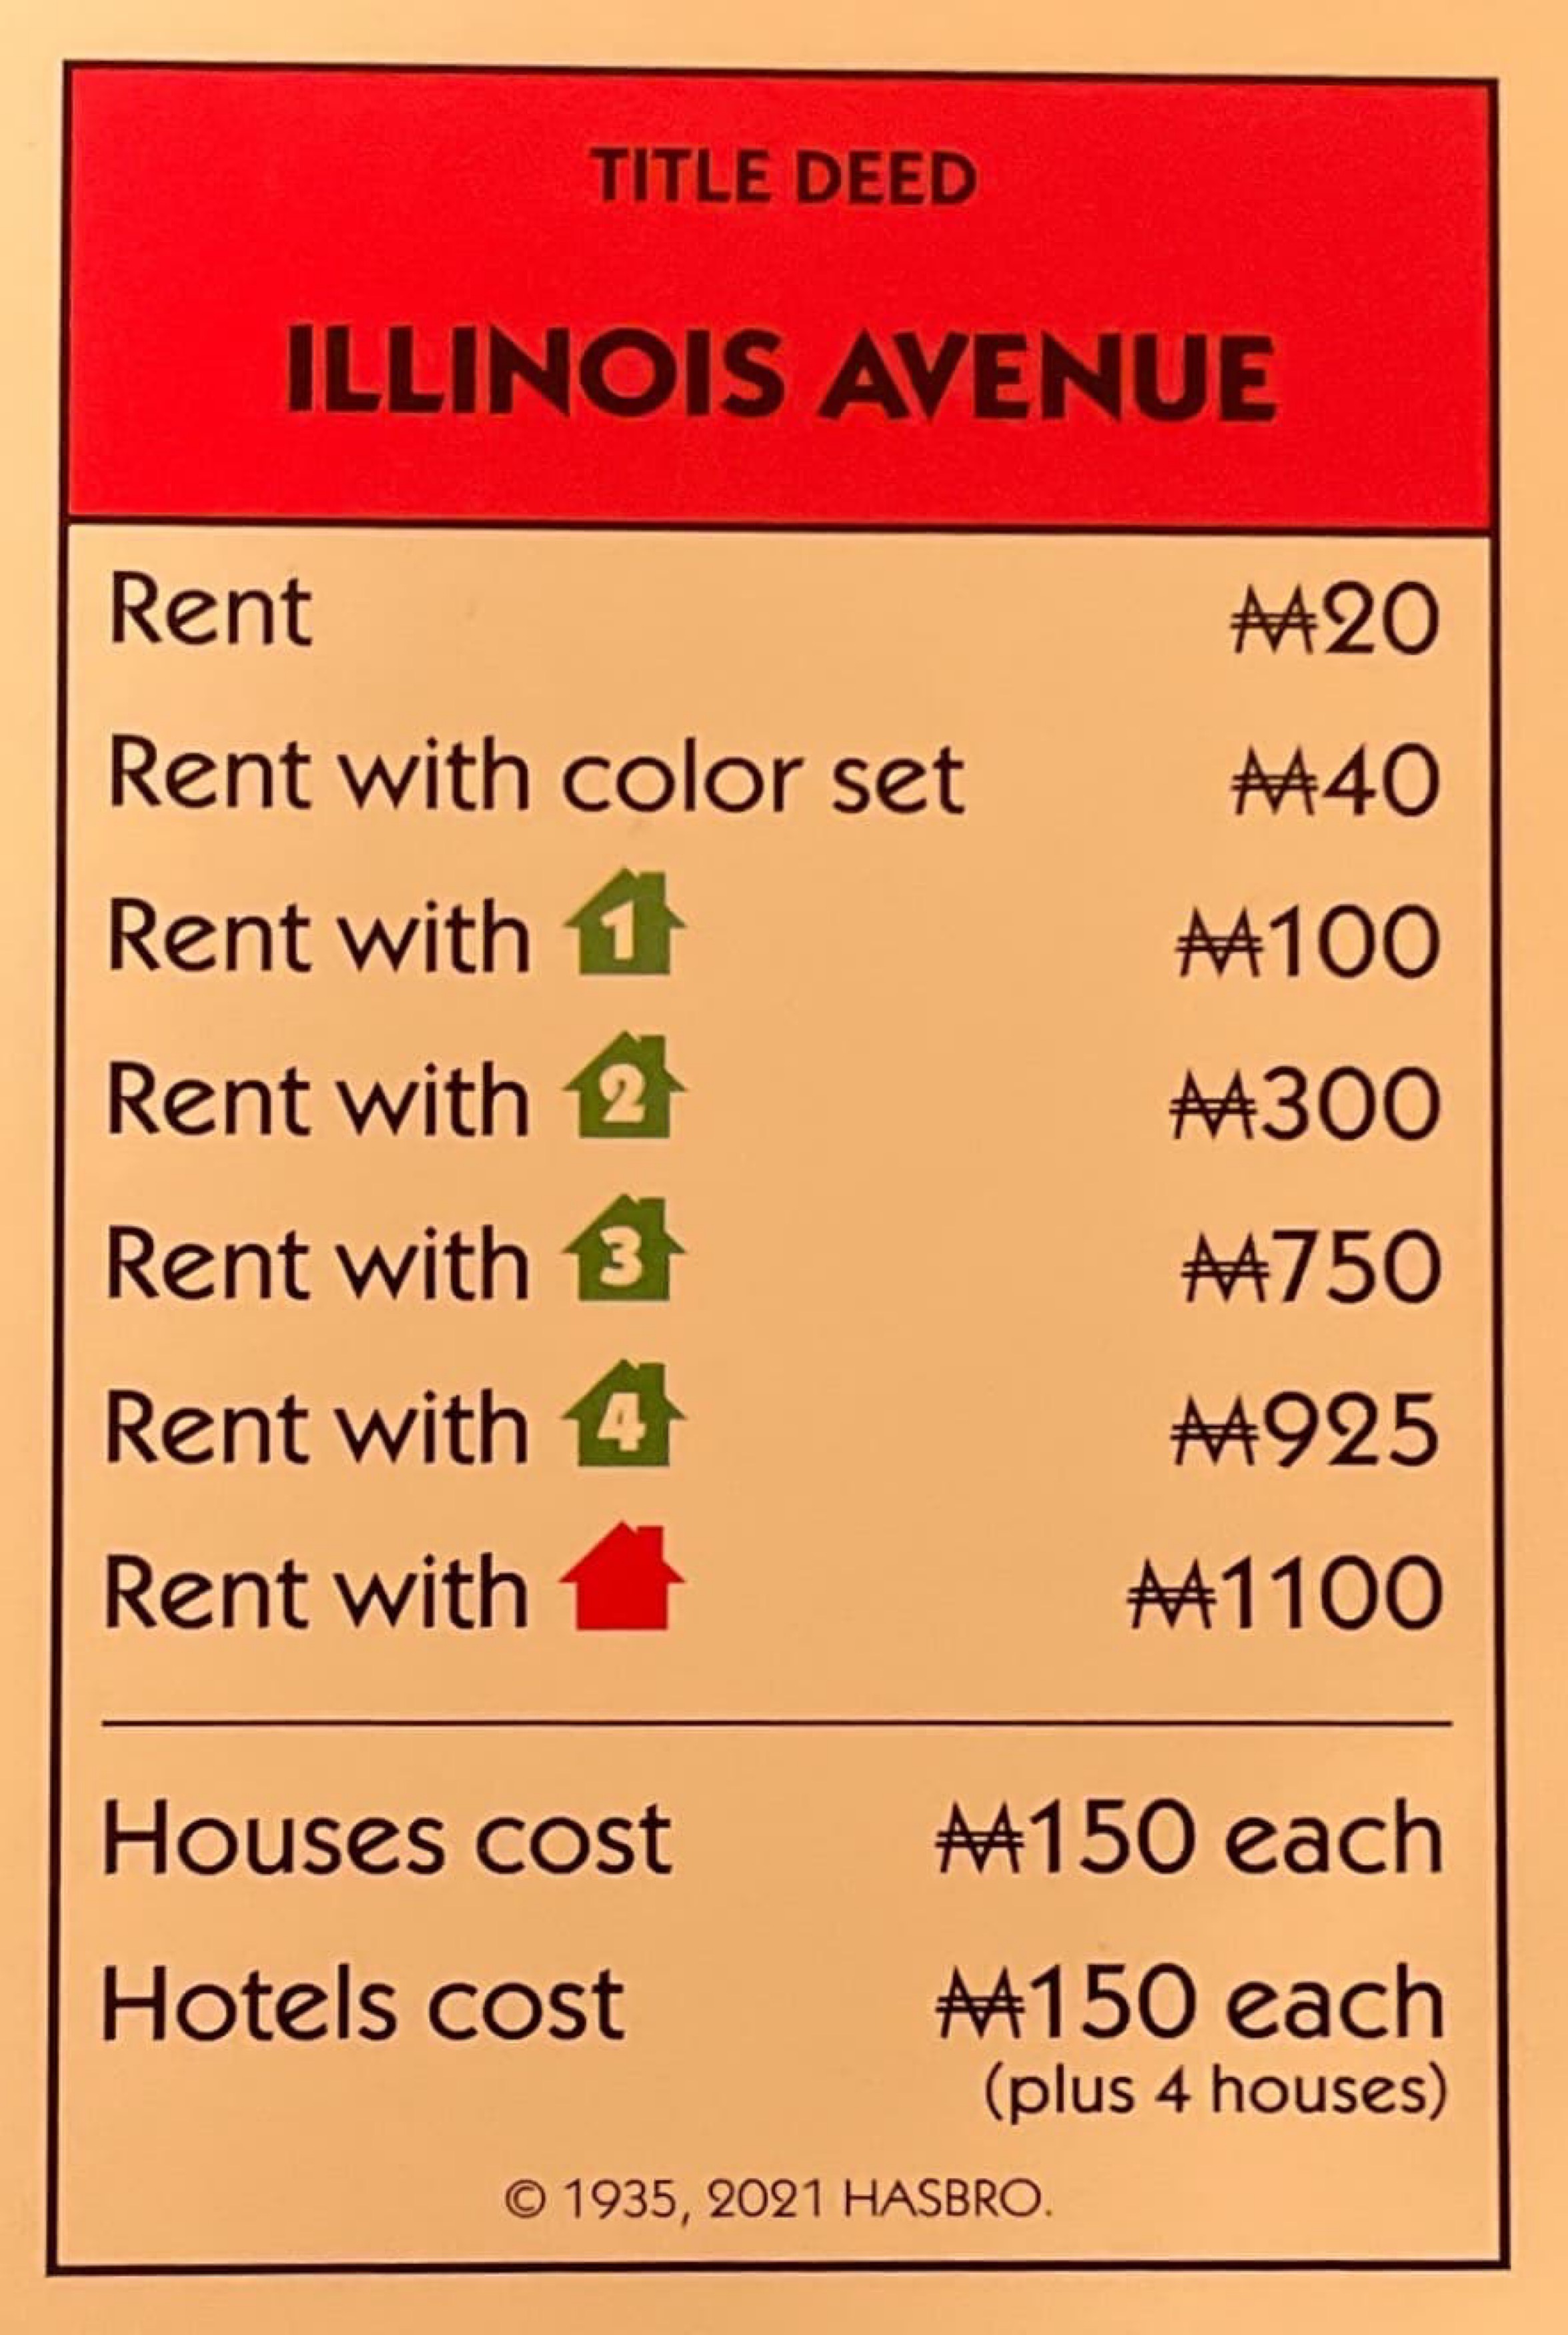 TITLE DEED
ILLINOIS AVENUE
Rent ₩20
Rent with color set ₩40
Rent with 1 ₩100
Rent with 2 ₩300
Rent with 3 ₩750
Rent with 4 ₩925
Rent with ₩1100
Houses cost ₩150 each
Hotels cost ₩150 each
(plus 4 houses)
© 1935, 2021 HASBRO.